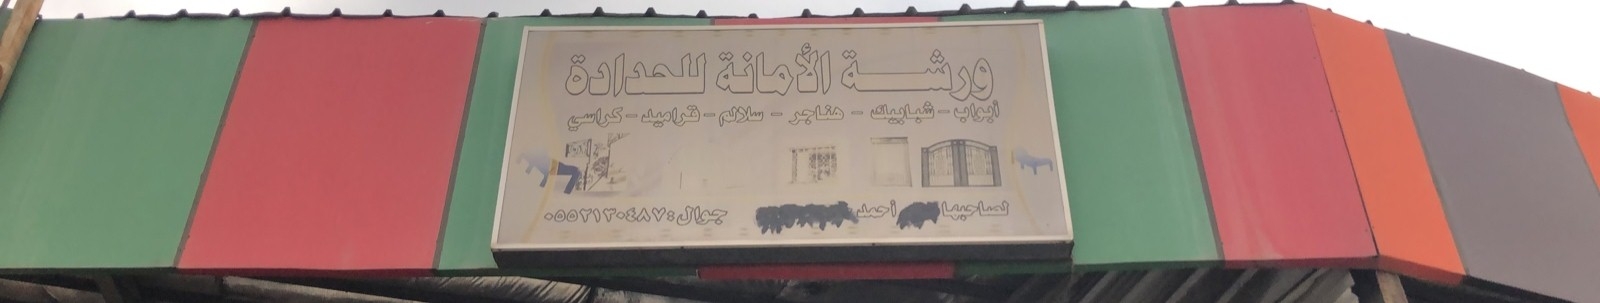 ورشة الأمانة للحدادة
أبواب - شبابيك - هناجر - سلالم - قراميد - كراسي
لصاحبها أحمد جوال: ٠٥٥٢١٣٠٤٨٧